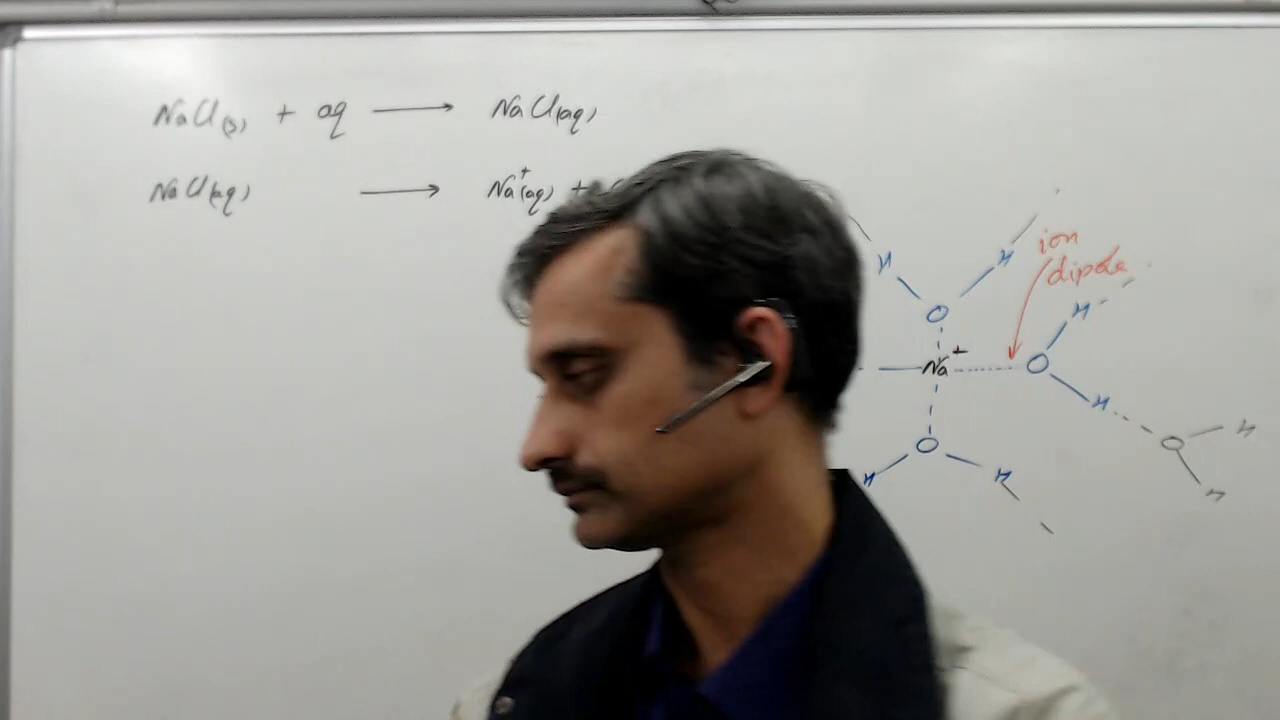 NaCl(s) + aq ⟶ NaCl(aq)
NaCl(aq) ⟶ Na⁺(aq) +
ion
dipole
H H
H
O
Na⁺ O
H
O O H
H H
H